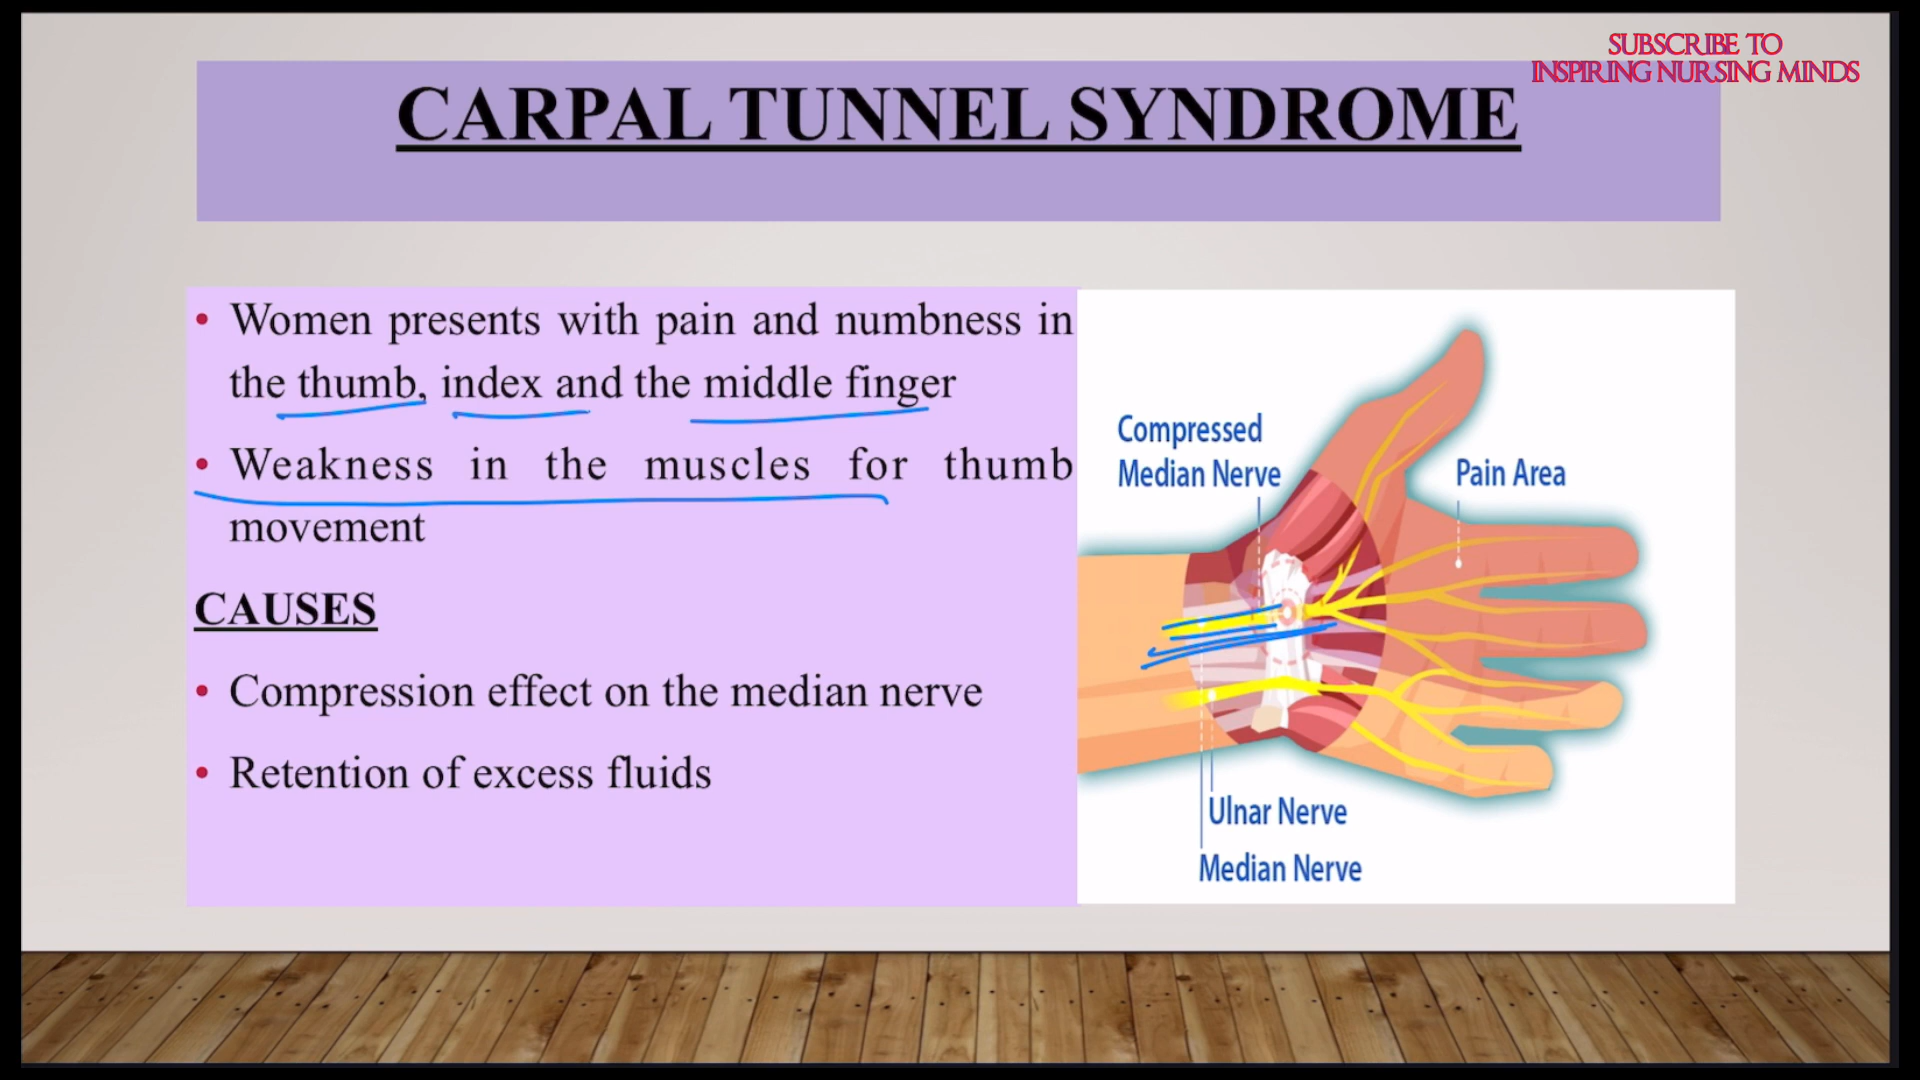 SUBSCRIBE TO
INSPIRING NURSING MINDS
CARPAL TUNNEL SYNDROME
• Women presents with pain and numbness in
the thumb, index and the middle finger
• Weakness in the muscles for thumb
movement
CAUSES
• Compression effect on the median nerve
• Retention of excess fluids
Compressed
Median Nerve
Pain Area
Ulnar Nerve
Median Nerve